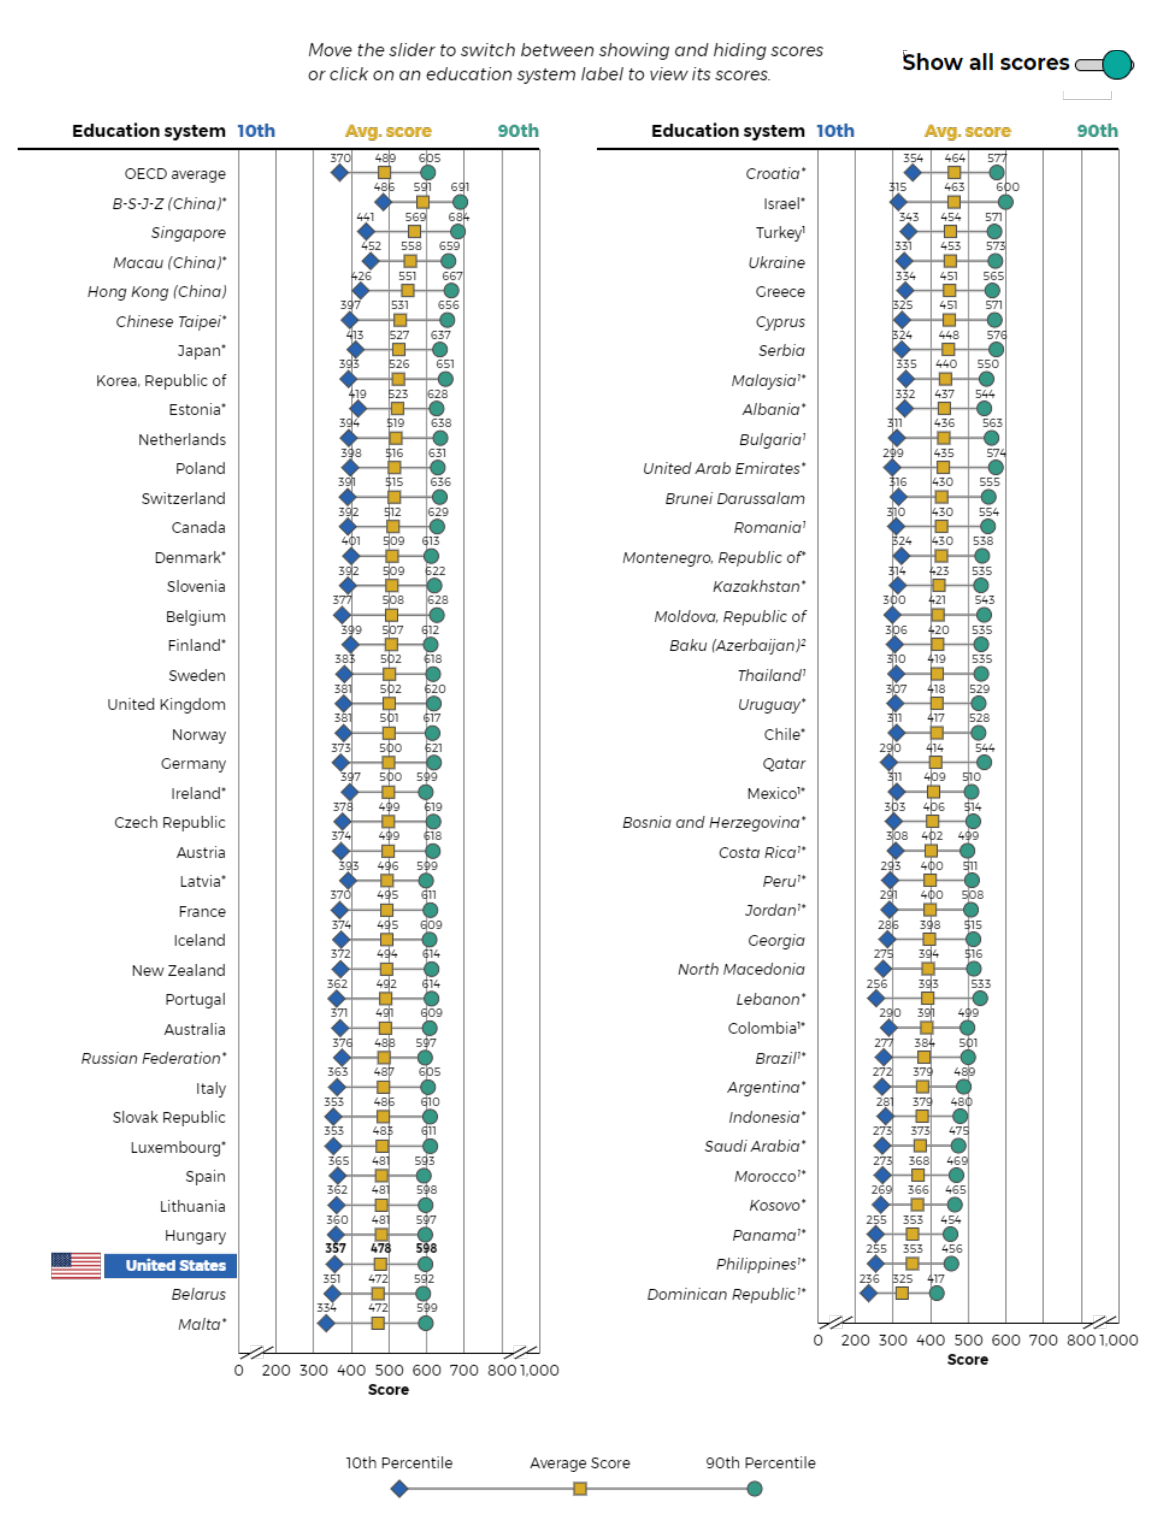 Move the slider to switch between showing and hiding scores
or click on an education system label to view its scores.
Show all scores
Education system 10th Avg. score 90th
OECD average 370 489 605
B-S-J-Z (China)* 486 591 691
Singapore 441 569 684
Macau (China)* 452 558 659
Hong Kong (China) 426 551 667
Chinese Taipei* 397 531 656
Japan* 413 527 637
Korea, Republic of 393 526 651
Estonia* 419 523 628
Netherlands 394 519 638
Poland 398 516 631
Switzerland 391 515 636
Canada 392 512 629
Denmark* 401 509 613
Slovenia 392 509 622
Belgium 377 508 628
Finland* 399 507 612
Sweden 383 502 618
United Kingdom 381 502 620
Norway 381 501 617
Germany 373 500 621
Ireland* 397 500 599
Czech Republic 378 499 619
Austria 374 499 618
Latvia* 393 496 599
France 370 495 611
Iceland 374 495 609
New Zealand 372 494 614
Portugal 362 492 614
Australia 371 491 609
Russian Federation* 376 488 597
Italy 363 487 605
Slovak Republic 353 486 610
Luxembourg* 353 483 611
Spain 365 481 593
Lithuania 362 481 598
Hungary 360 481 597
United States 357 478 598
Belarus 351 472 592
Malta* 334 472 599
0 200 300 400 500 600 700 800 1,000
Score
Education system 10th Avg. score 90th
Croatia* 354 464 577
Israel* 315 463 600
Turkey¹ 343 454 571
Ukraine 331 453 573
Greece 334 451 565
Cyprus 325 451 571
Serbia 324 448 576
Malaysia¹* 335 440 550
Albania* 332 437 544
Bulgaria¹ 311 436 563
United Arab Emirates* 299 435 574
Brunei Darussalam 316 430 555
Romania¹ 310 430 554
Montenegro, Republic of* 324 430 538
Kazakhstan* 314 423 535
Moldova, Republic of 300 421 543
Baku (Azerbaijan)² 306 420 535
Thailand¹ 310 419 535
Uruguay* 307 418 529
Chile* 311 417 528
Qatar 290 414 544
Mexico¹* 311 409 510
Bosnia and Herzegovina* 303 406 514
Costa Rica¹* 308 402 499
Peru¹* 293 400 511
Jordan¹* 291 400 508
Georgia 286 398 515
North Macedonia 275 394 516
Lebanon* 256 393 533
Colombia¹* 290 391 499
Brazil¹* 277 384 501
Argentina* 272 379 489
Indonesia* 281 379 480
Saudi Arabia* 273 373 475
Morocco¹* 273 368 469
Kosovo* 269 366 465
Panama¹* 255 353 454
Philippines¹* 255 353 456
Dominican Republic¹* 236 325 417
0 200 300 400 500 600 700 800 1,000
Score
10th Percentile Average Score 90th Percentile